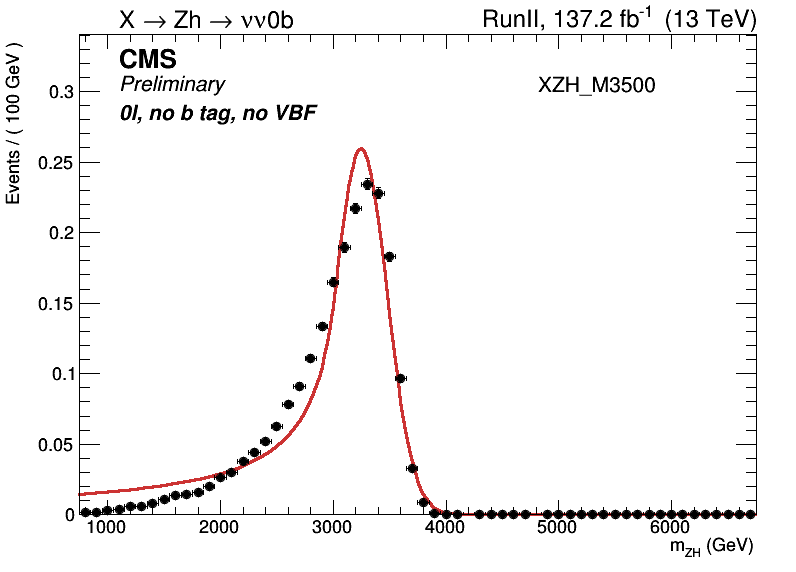 X → Zh → νν0b
RunII, 137.2 fb-1 (13 TeV)
CMS
Preliminary
XZH_M3500
0l, no b tag, no VBF
Events / ( 100 GeV )
0.3
0.25
0.2
0.15
0.1
0.05
0
1000 2000 3000 4000 5000 6000
mZH (GeV)